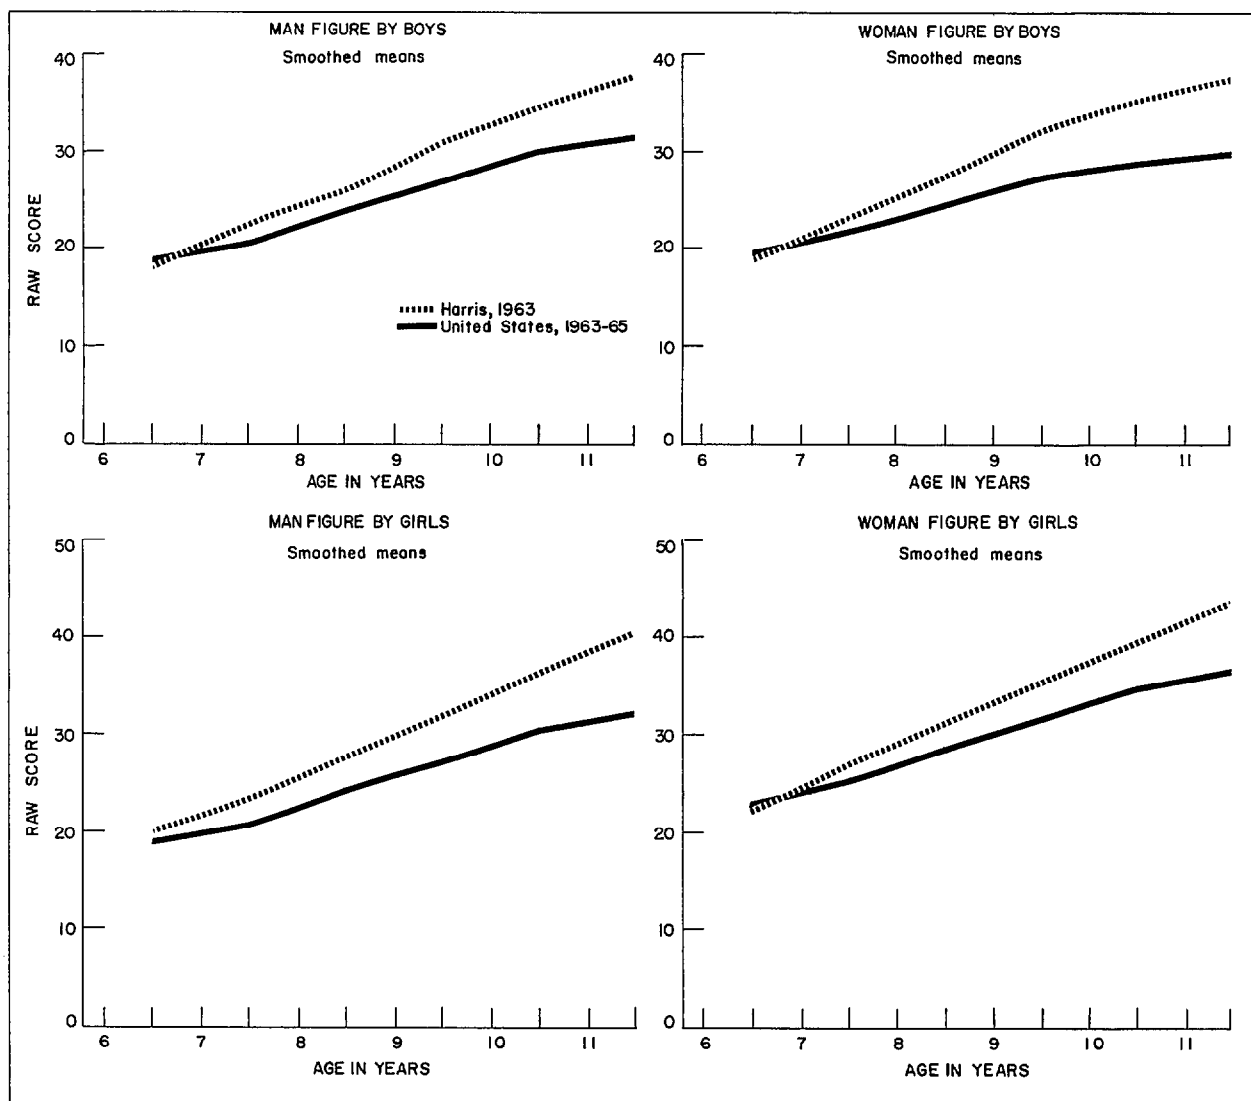 MAN FIGURE BY BOYS
Smoothed means
40
30
20
10
0
RAW SCORE
Harris, 1963
United States, 1963-65
6 7 8 9 10 11
AGE IN YEARS
WOMAN FIGURE BY BOYS
Smoothed means
40
30
20
10
0
6 7 8 9 10 11
AGE IN YEARS
MAN FIGURE BY GIRLS
Smoothed means
50
40
30
20
10
0
RAW SCORE
6 7 8 9 10 11
AGE IN YEARS
WOMAN FIGURE BY GIRLS
Smoothed means
50
40
30
20
10
0
6 7 8 9 10 11
AGE IN YEARS